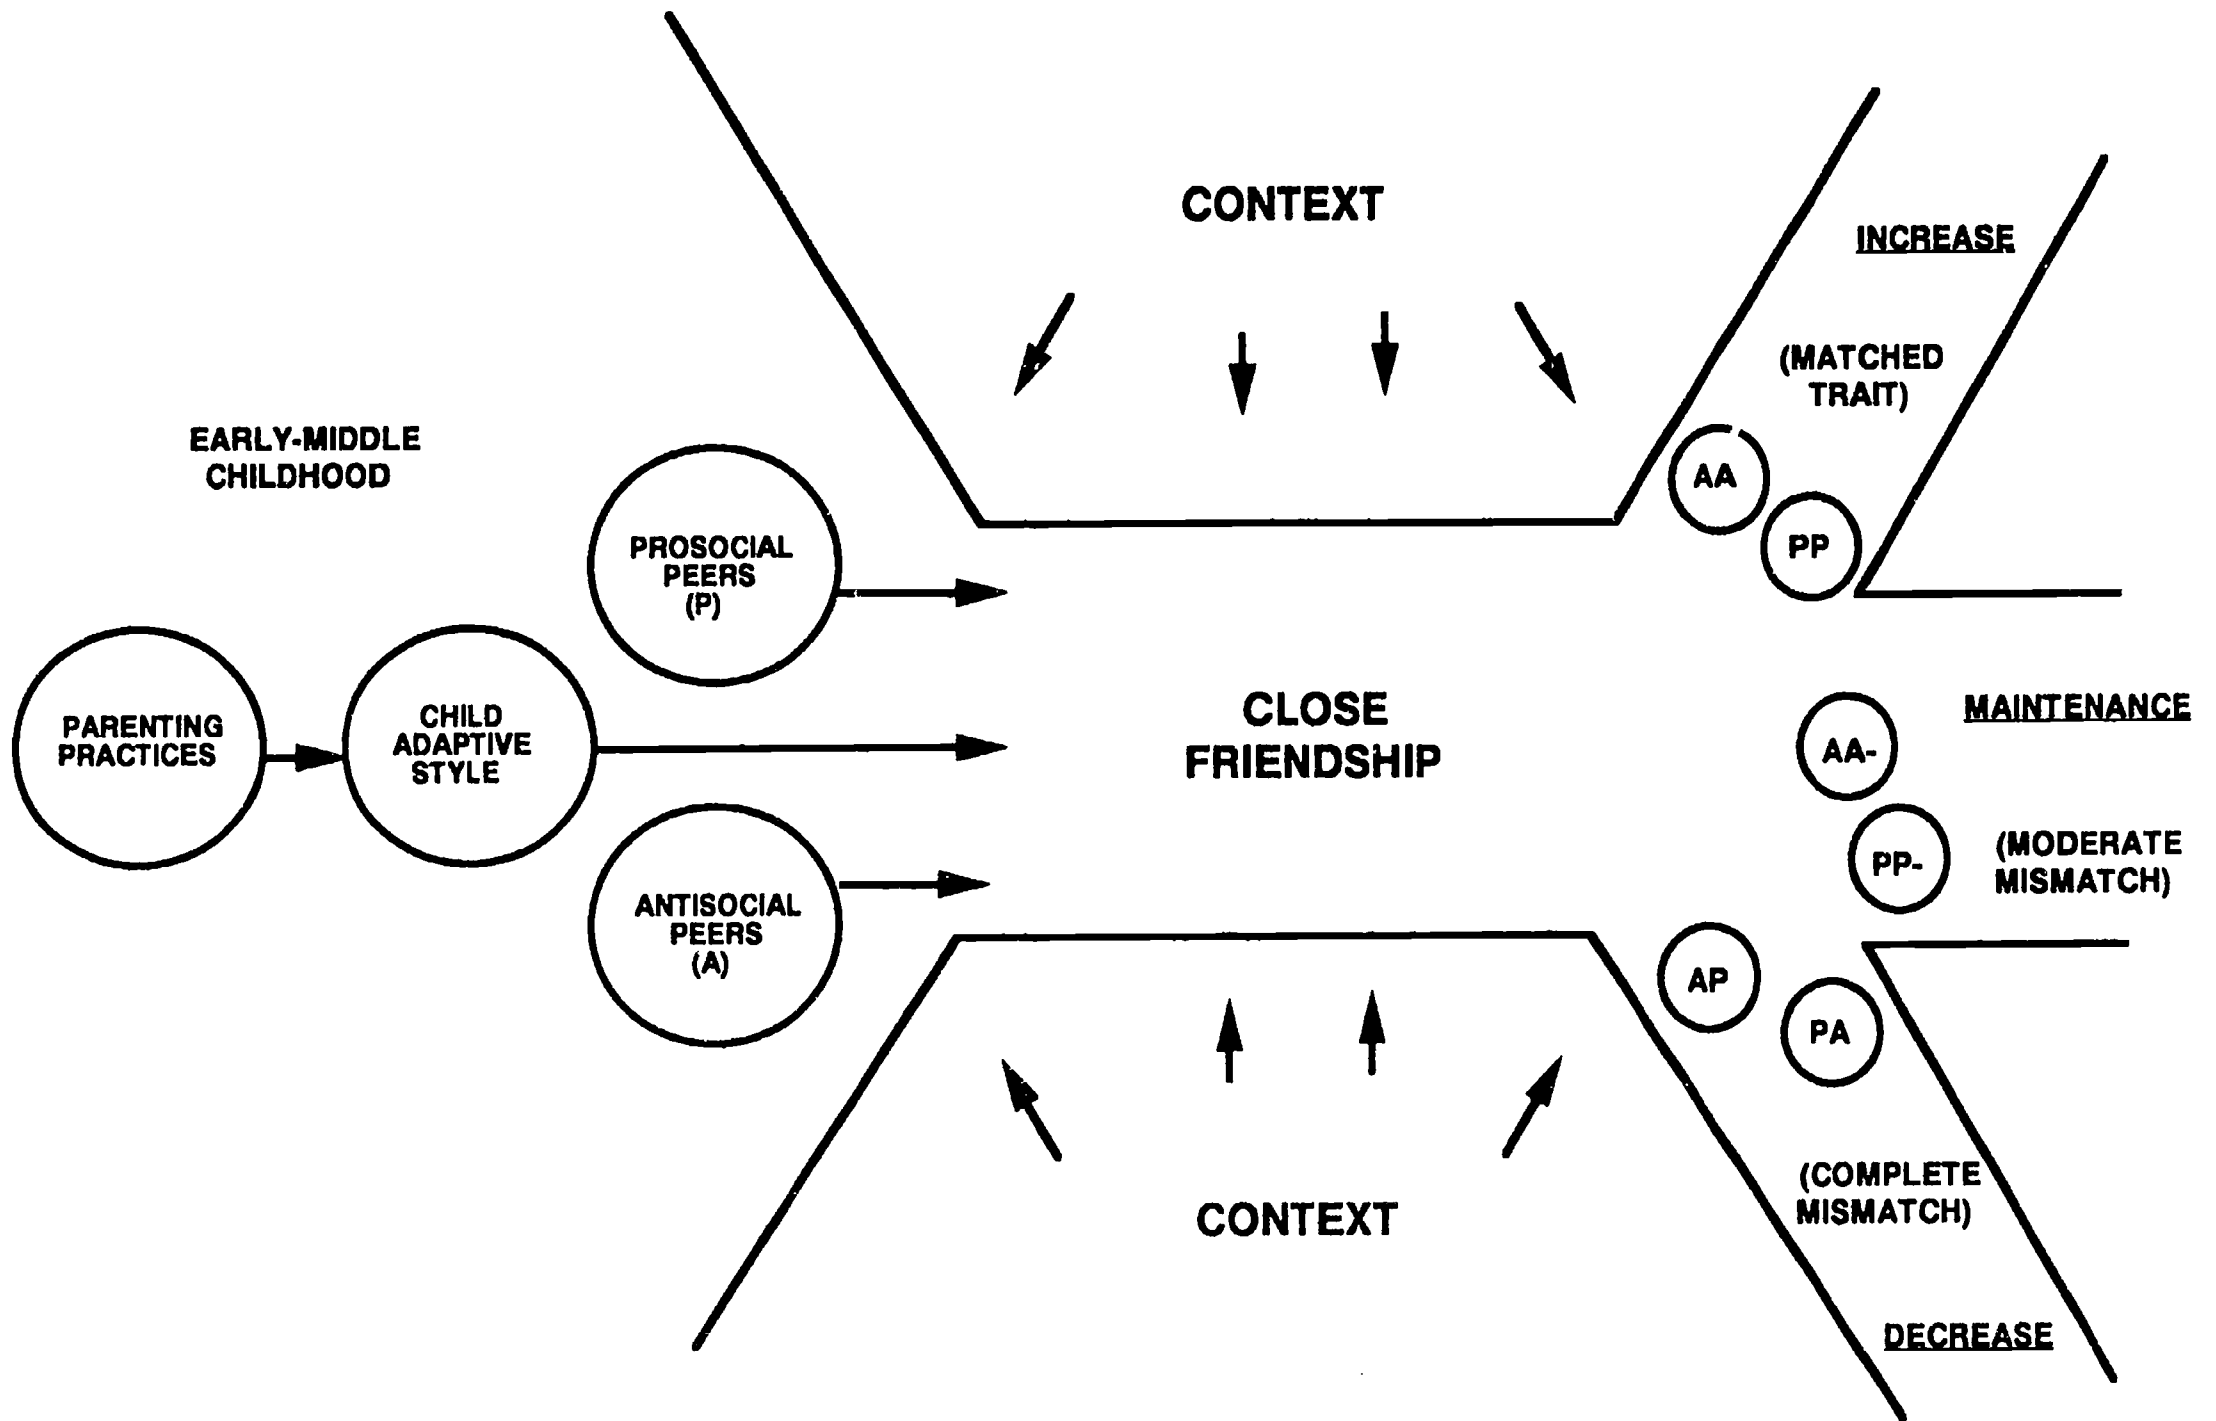 CONTEXT
INCREASE
(MATCHED
TRAIT)
EARLY-MIDDLE
CHILDHOOD
AA
PP
PROSOCIAL
PEERS
(P)
PARENTING
PRACTICES
CHILD
ADAPTIVE
STYLE
CLOSE
FRIENDSHIP
MAINTENANCE
AA-
PP-
(MODERATE
MISMATCH)
ANTISOCIAL
PEERS
(A)
AP
PA
(COMPLETE
MISMATCH)
CONTEXT
DECREASE